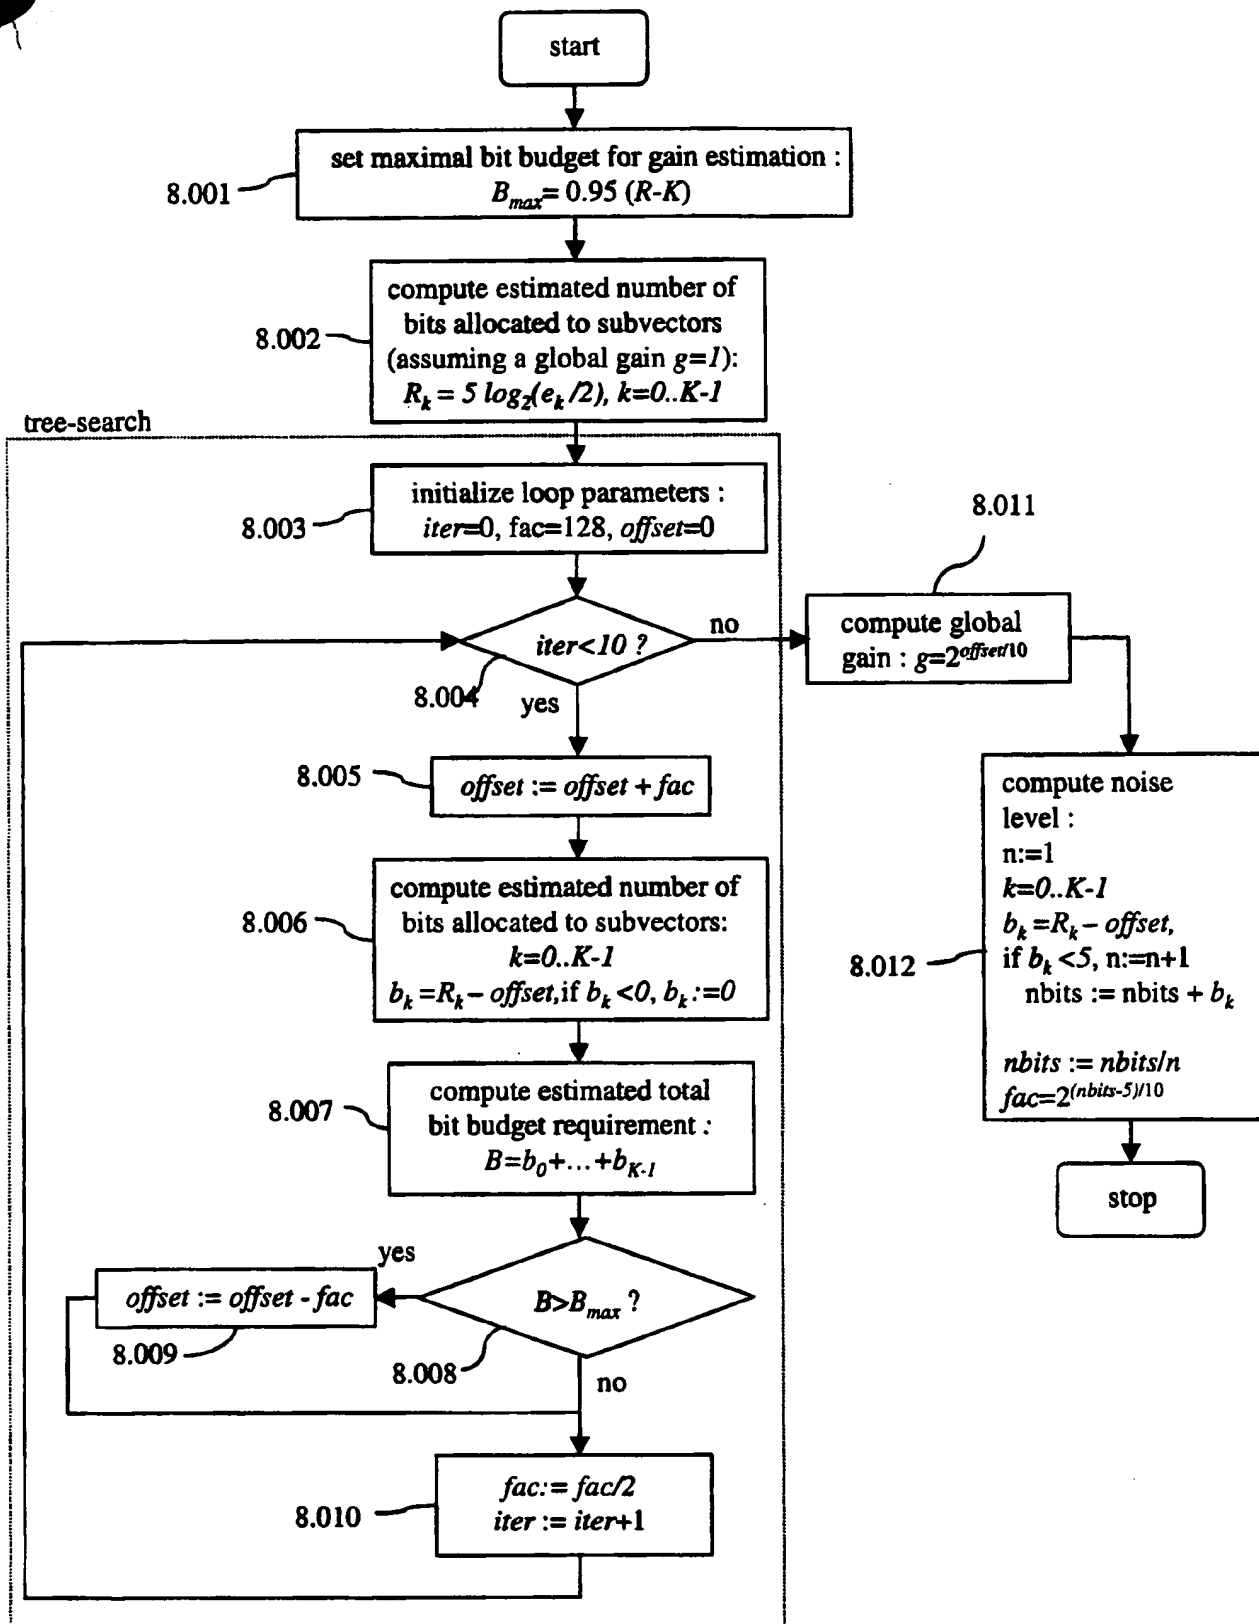 start
set maximal bit budget for gain estimation :
B_max= 0.95 (R-K)
8.001
compute estimated number of
bits allocated to subvectors
(assuming a global gain g=1):
R_k = 5 log_2(e_k /2), k=0..K-1
8.002
tree-search
initialize loop parameters :
iter=0, fac=128, offset=0
8.003
iter<10 ?
8.004
no
yes
8.011
compute global
gain : g=2^offset/10
offset := offset + fac
8.005
compute estimated number of
bits allocated to subvectors:
k=0..K-1
b_k =R_k – offset,if b_k <0, b_k :=0
8.006
compute estimated total
bit budget requirement :
B=b_0+...+b_K-1
8.007
yes
B>B_max ?
8.008
no
offset := offset - fac
8.009
fac:= fac/2
iter := iter+1
8.010
compute noise
level :
n:=1
k=0..K-1
b_k =R_k – offset,
if b_k <5, n:=n+1
nbits := nbits + b_k
nbits := nbits/n
fac=2^(nbits-5)/10
8.012
stop